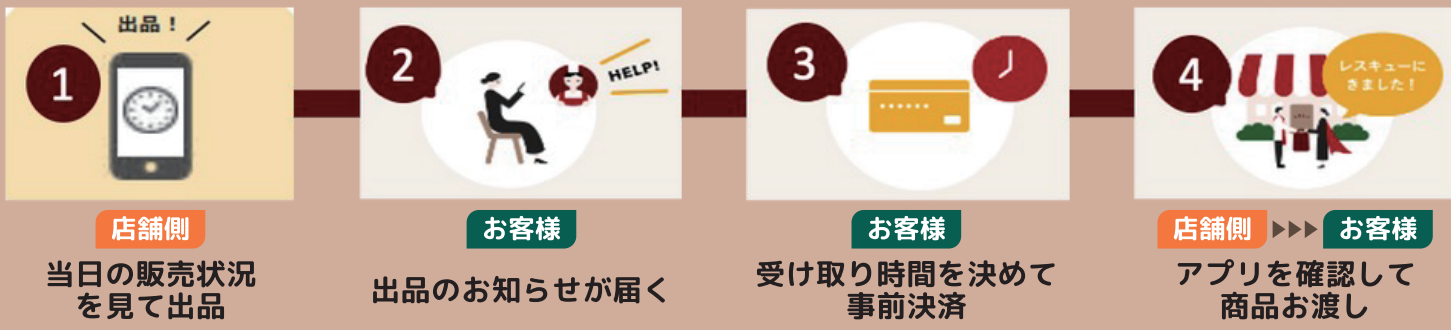 出品！
1
店舗側
当日の販売状況
を見て出品
2
HELP!
お客様
出品のお知らせが届く
3
お客様
受け取り時間を決めて
事前決済
4
レスキューに
きました！
店舗側 ▶▶▶ お客様
アプリを確認して
商品お渡し